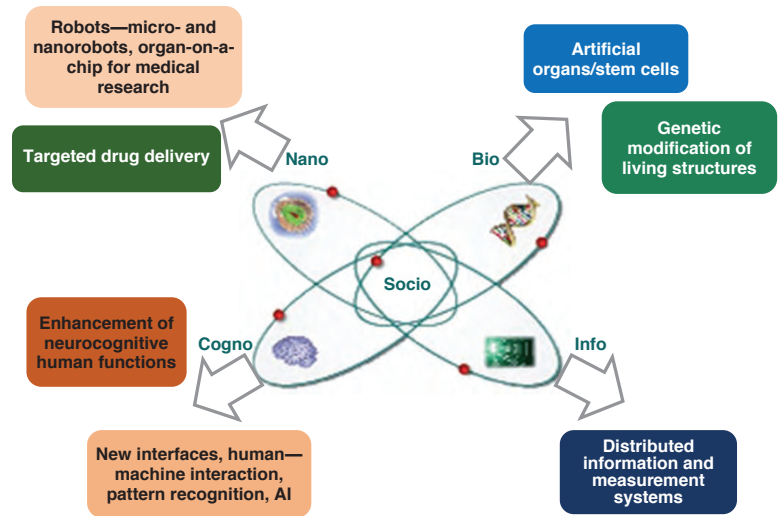 Robots—micro- and
nanorobots, organ-on-a-
chip for medical
research
Artificial
organs/stem cells
Targeted drug delivery
Genetic
modification of
living structures
Nano
Bio
Socio
Enhancement of
neurocognitive
human functions
Cogno
Info
New interfaces, human—
machine interaction,
pattern recognition, AI
Distributed
information and
measurement
systems